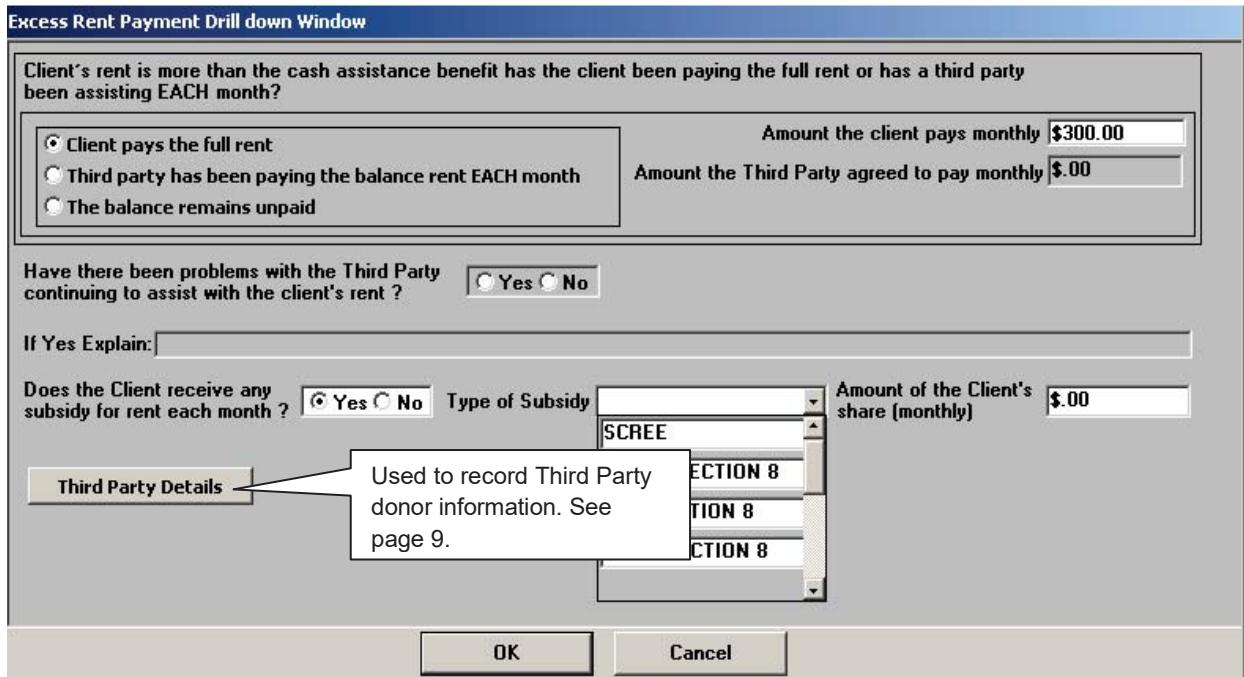 Excess Rent Payment Drill down Window
Client's rent is more than the cash assistance benefit has the client been paying the full rent or has a third party
been assisting EACH month?
Client pays the full rent
Amount the client pays monthly $300.00
Third party has been paying the balance rent EACH month
Amount the Third Party agreed to pay monthly $.00
The balance remains unpaid
Have there been problems with the Third Party
continuing to assist with the client's rent ?
Yes No
If Yes Explain:
Does the Client receive any
subsidy for rent each month ?
Yes No
Type of Subsidy
Amount of the Client's
share (monthly)
$.00
SCREE
ECTION 8
TION 8
CTION 8
Third Party Details
Used to record Third Party
donor information. See
page 9.
OK
Cancel